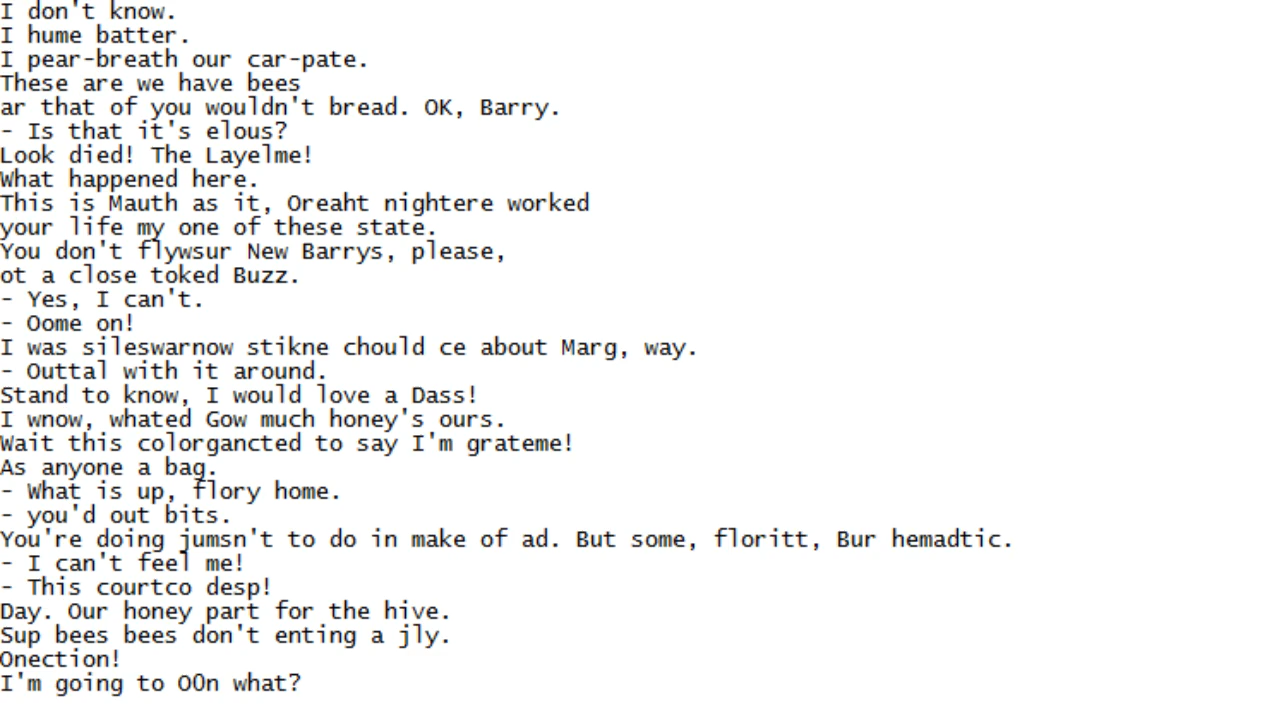 I don't know.
I hume batter.
I pear-breath our car-pate.
These are we have bees
ar that of you wouldn't bread. OK, Barry.
- Is that it's elous?
Look died! The Layelme!
What happened here.
This is Mauth as it, Oreaht nightere worked
your life my one of these state.
You don't flywsur New Barrys, please,
ot a close toked Buzz.
- Yes, I can't.
- Oome on!
I was sileswarnow stikne chould ce about Marg, way.
- Outtal with it around.
Stand to know, I would love a Dass!
I wnow, whated Gow much honey's ours.
Wait this colorgancted to say I'm grateme!
As anyone a bag.
- What is up, flory home.
- you'd out bits.
You're doing jumsn't to do in make of ad. But some, floritt, Bur hemadtic.
- I can't feel me!
- This courtco desp!
Day. Our honey part for the hive.
Sup bees bees don't enting a jly.
Onection!
I'm going to OOn what?